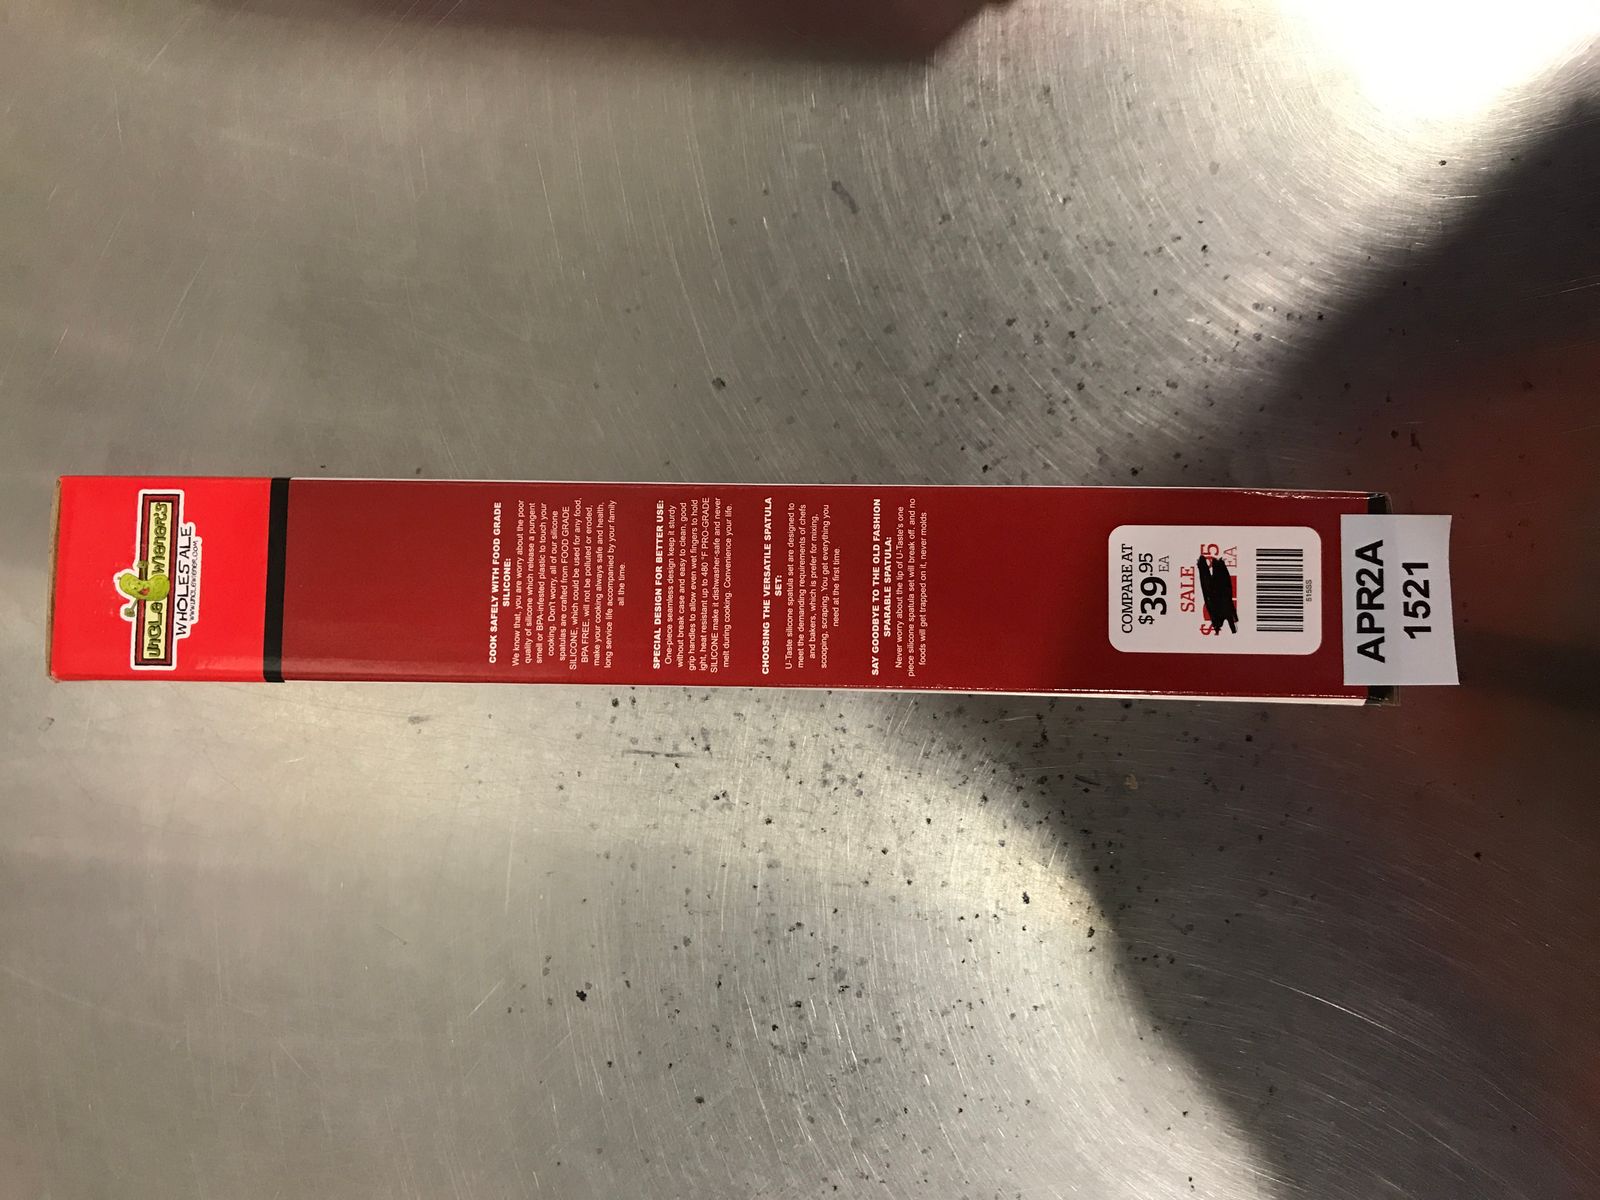 UNCLE WIENER'S
WHOLESALE
WWW.UNCLEWIENER.COM
COOK SAFELY WITH FOOD GRADE
SILICONE:
We know that, you are worry about the poor
quality of silicone which release a pungent
smell or BPA-infested plastic to touch your
cooking. Don't worry, all of our silicone
spatulas are crafted from FOOD GRADE
SILICONE, which could be used for any food,
BPA FREE, will not be polluted or eroded,
make your cooking always safe and health,
long service life accompanied by your family
all the time.
SPECIAL DESIGN FOR BETTER USE:
One-piece seamless design keep it sturdy
without break case and easy to clean, good
grip handles to allow even wet fingers to hold
ight, heat resistant up to 480 °F PRO-GRADE
SILICONE make it dishwasher-safe and never
melt during cooking. Convenience your life.
CHOOSING THE VERSATILE SPATULA
SET:
U-Taste silicone spatula set are designed to
meet the demanding requirements of chefs
and bakers, which is prefer for mixing,
scooping, scraping. You get everything you
need at the first time
SAY GOODBYE TO THE OLD FASHION
SPARABLE SPATULA:
Never worry about the tip of U-Taste's one
piece silicone spatula set will break off, and no
foods will get trapped on it, never molds
COMPARE AT
$39.95 EA
SALE
$ 95 EA
515SS
APR2A
1521